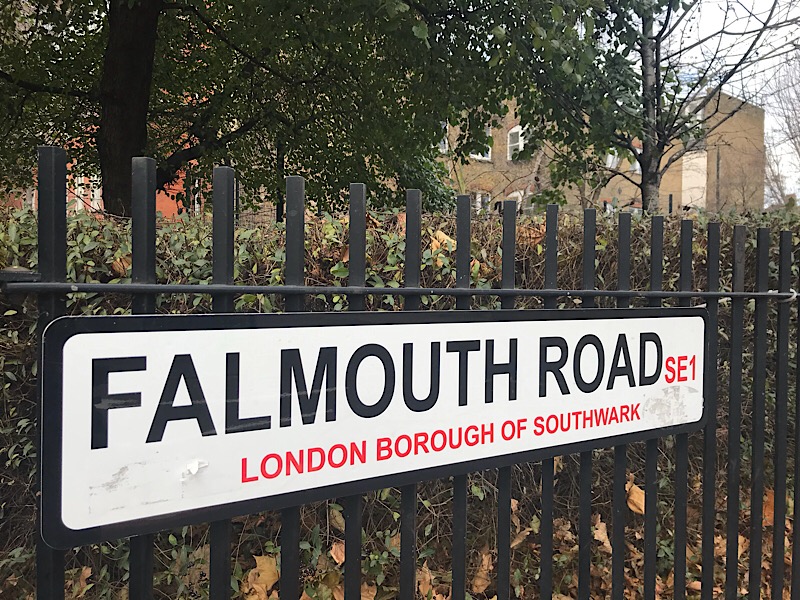 FALMOUTH ROAD SE1
LONDON BOROUGH OF SOUTHWARK